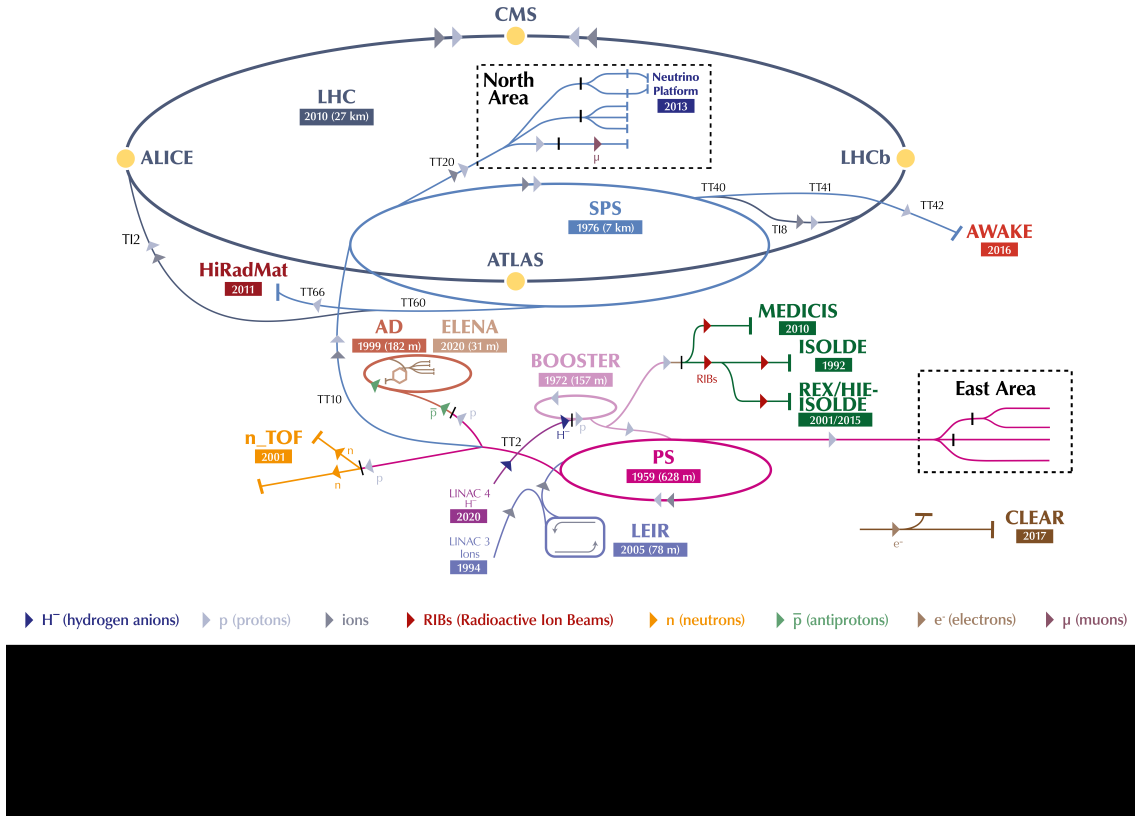 CMS
North
Area
Neutrino
Platform
2013
LHC
2010 (27 km)
μ
ALICE
LHCb
TT20
TT40
TT41
TT42
SPS
1976 (7 km)
TI8
AWAKE
2016
TI2
ATLAS
HiRadMat
2011
TT66
TT60
AD
1999 (182 m)
ELENA
2020 (31 m)
MEDICIS
2010
BOOSTER
1972 (157 m)
ISOLDE
1992
RIBs
REX/HIE-
ISOLDE
2001/2015
East Area
TT10
p̅
p
H⁻
p
TT2
n_TOF
2001
n
n
p
PS
1959 (628 m)
LINAC 4
H⁻
2020
LINAC 3
Ions
1994
LEIR
2005 (78 m)
CLEAR
2017
e⁻
H⁻ (hydrogen anions)
p (protons)
ions
RIBs (Radioactive Ion Beams)
n (neutrons)
p̅ (antiprotons)
e⁻ (electrons)
μ (muons)